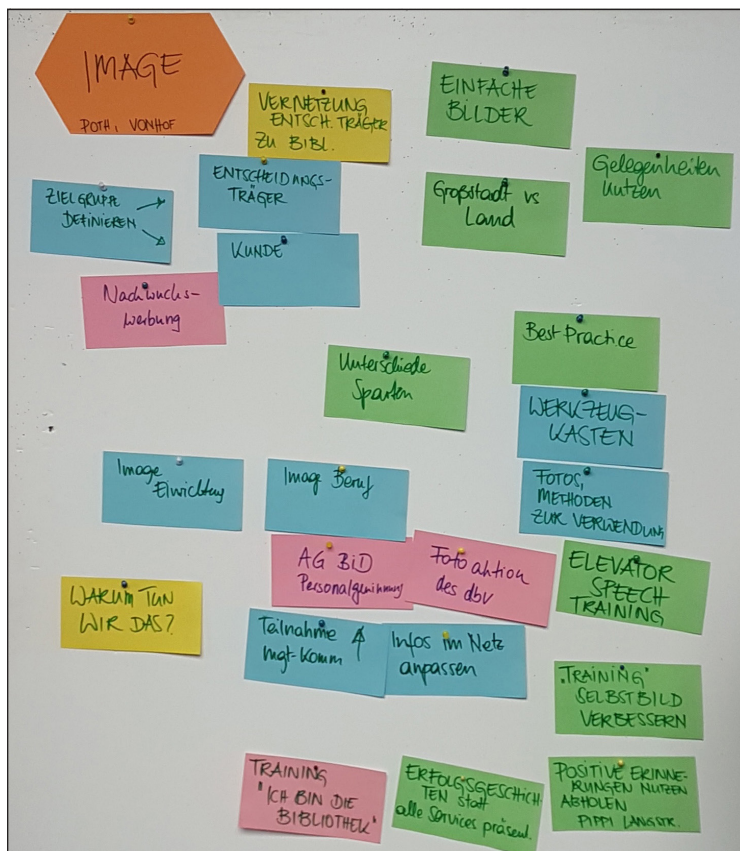 IMAGE
POTH, VONHOF
VERNETZUNG
ENTSCH. TRÄGER
ZU BIBL.
EINFACHE
BILDER
ENTSCHEIDUNGS-
TRÄGER
Gelegenheiten
nutzen
ZIELGRUPPE
DEFINIEREN
Großstadt vs
Land
KUNDE
Nachwuchs-
werbung
Best Practice
Unterschiede
Sparten
WERKZEUG-
KASTEN
Image
Einrichtung
Image Beruf
FOTOS,
METHODEN
ZUR VERWENDUNG
AG BID
Personalgewinnung
Fotoaktion
des dbv
ELEVATOR
SPEECH
TRAINING
WARUM TUN
WIR DAS?
Teilnahme
mgt-Komm
Infos im Netz
anpassen
"TRAINING"
SELBSTBILD
VERBESSERN
TRAINING
"ICH BIN DIE
BIBLIOTHEK"
ERFOLGSGESCHICH-
TEN statt
alle Services präsent.
POSITIVE ERINNE-
RUNGEN NUTZEN
ABHOLEN
PIPPI LANGSTR.